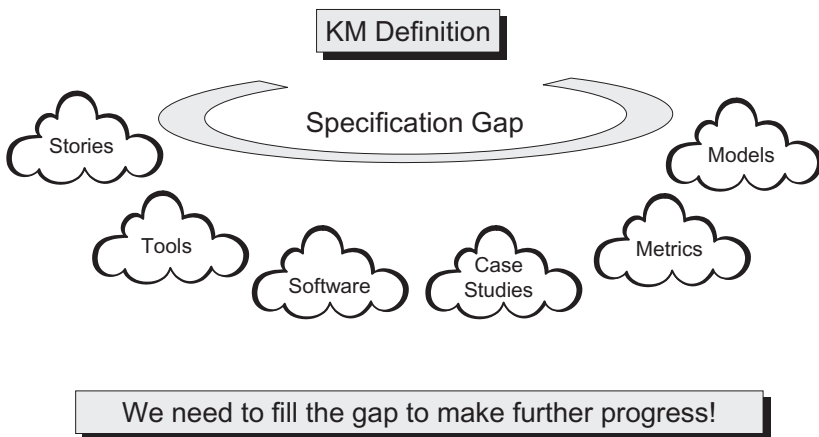 KM Definition
Specification Gap
Stories
Models
Tools
Metrics
Software
Case
Studies
We need to fill the gap to make further progress!